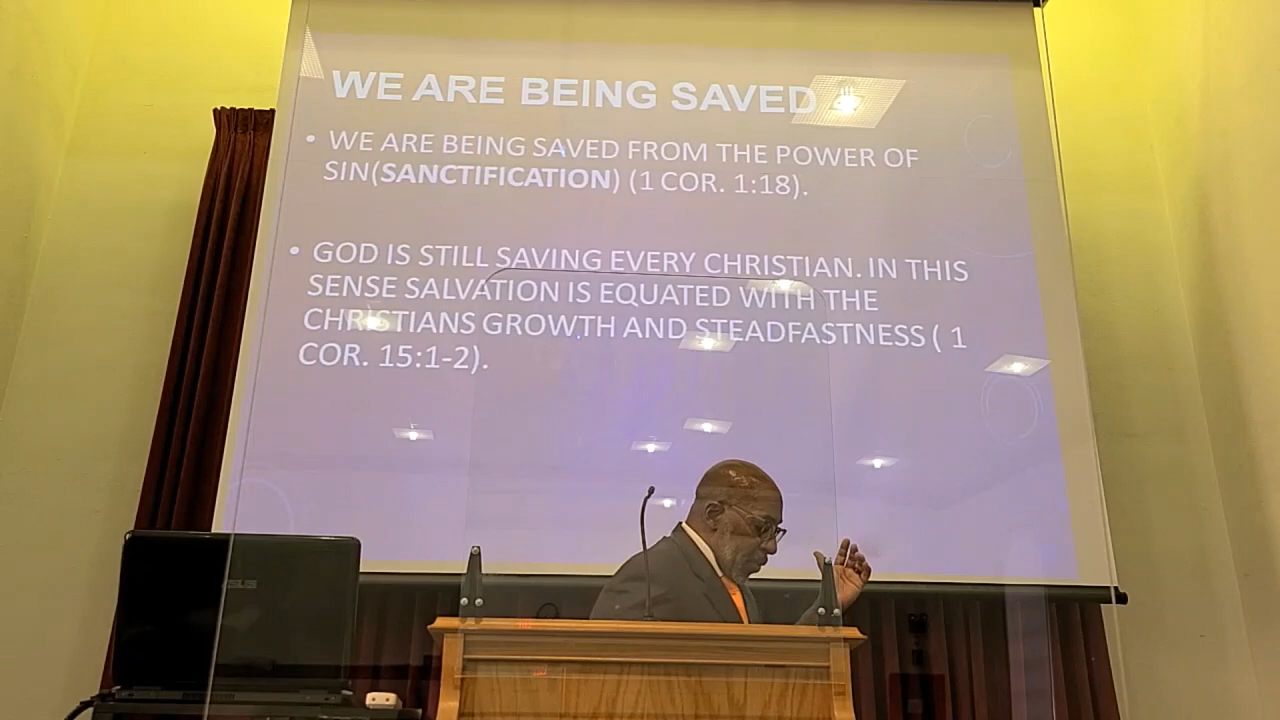 WE ARE BEING SAVED
• WE ARE BEING SAVED FROM THE POWER OF
SIN(SANCTIFICATION) (1 COR. 1:18).
• GOD IS STILL SAVING EVERY CHRISTIAN. IN THIS
SENSE SALVATION IS EQUATED WITH THE
CHRISTIANS GROWTH AND STEADFASTNESS ( 1
COR. 15:1-2).
ASUS